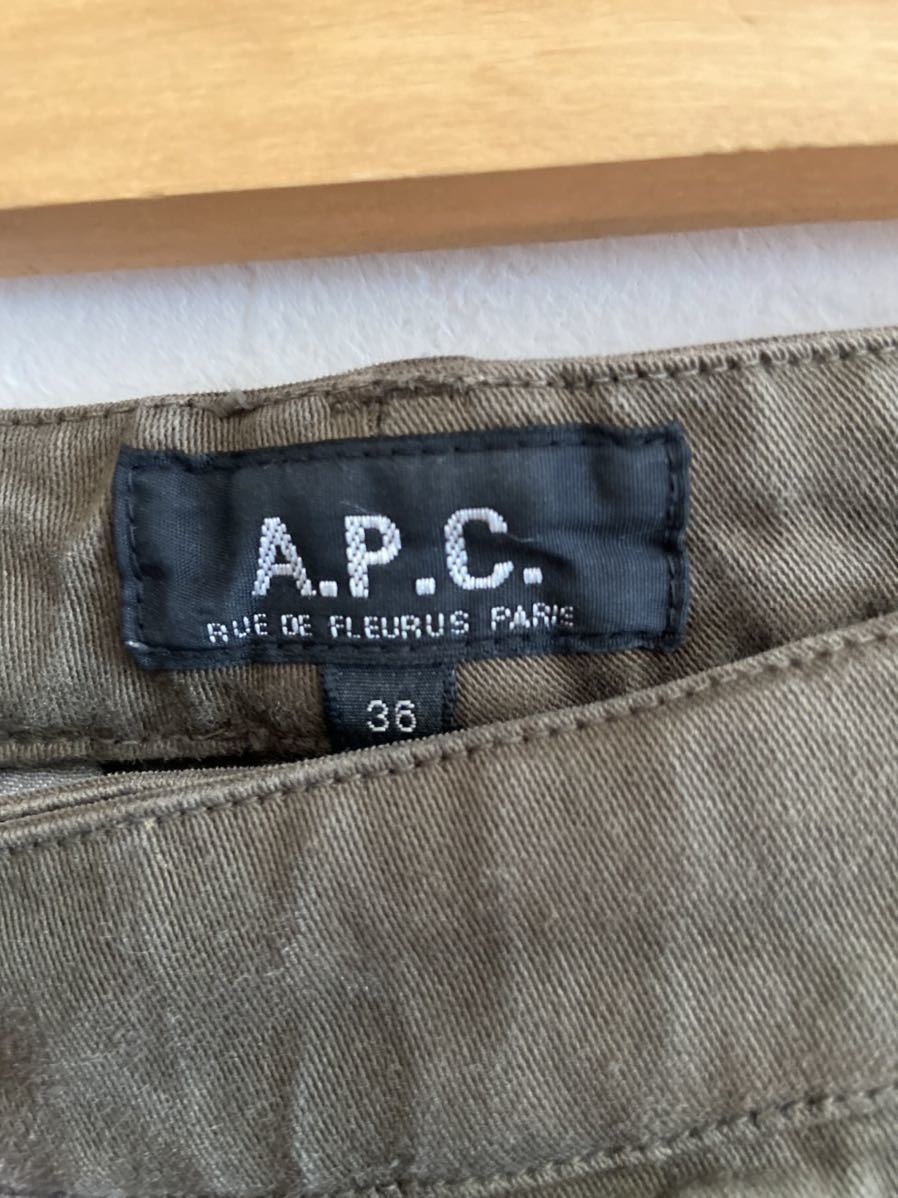 A.P.C.
RUE DE FLEURUS PARIS
36